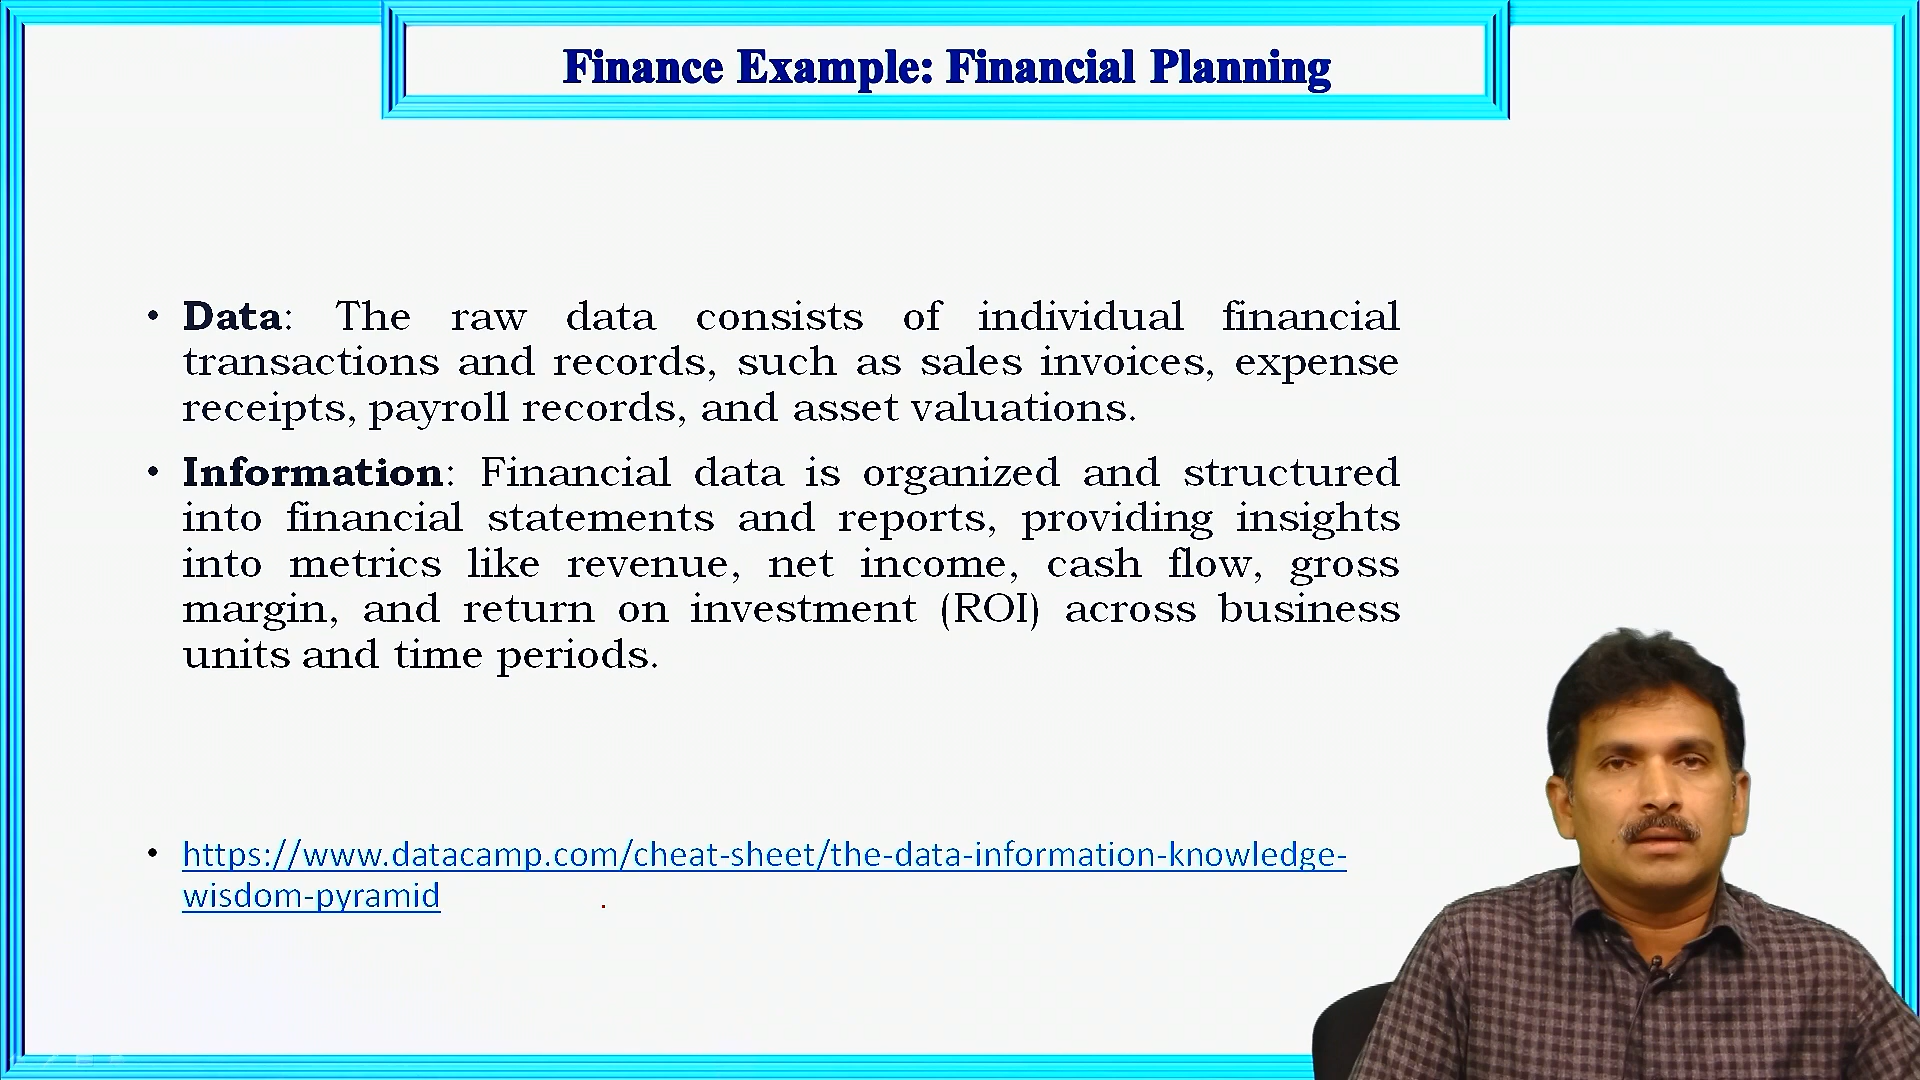 Finance Example: Financial Planning
• Data: The raw data consists of individual financial
transactions and records, such as sales invoices, expense
receipts, payroll records, and asset valuations.
• Information: Financial data is organized and structured
into financial statements and reports, providing insights
into metrics like revenue, net income, cash flow, gross
margin, and return on investment (ROI) across business
units and time periods.
• https://www.datacamp.com/cheat-sheet/the-data-information-knowledge-
wisdom-pyramid